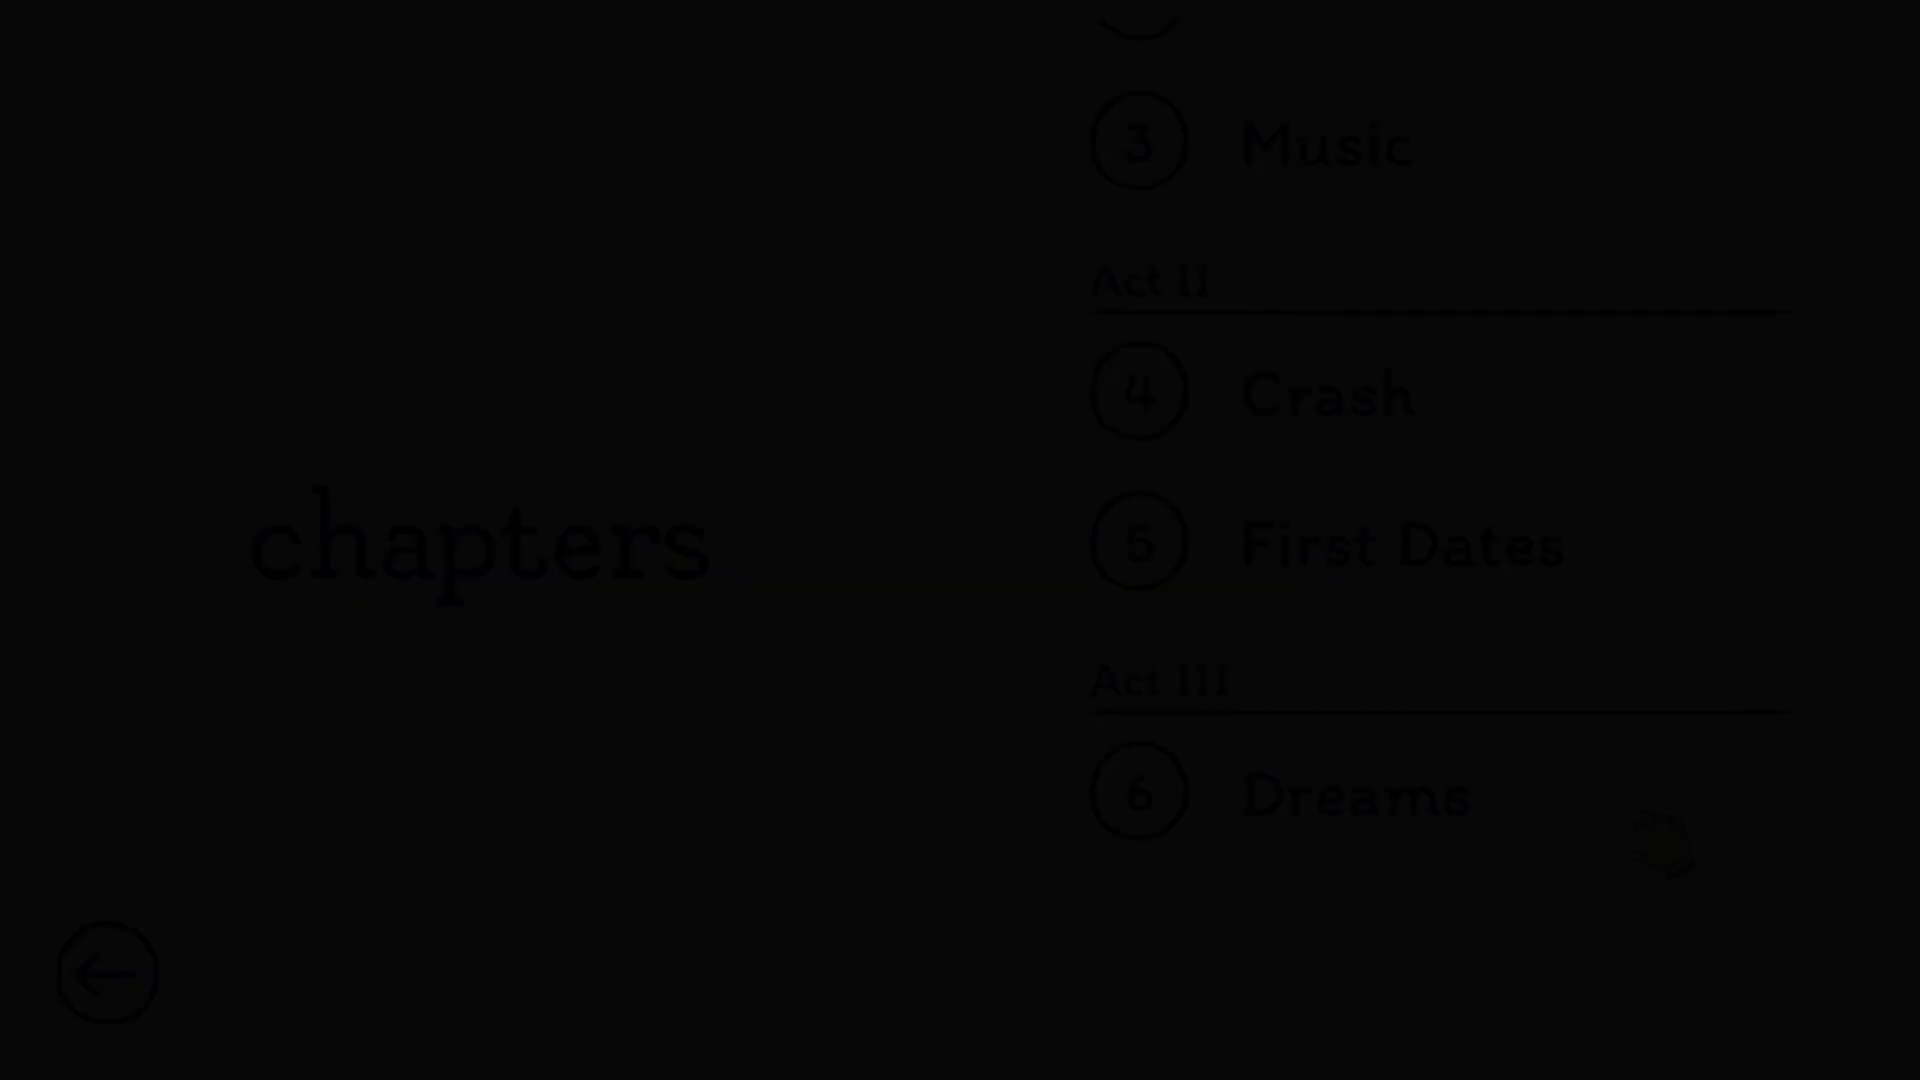 chapters
3 Music
Act II
4 Crash
5 First Dates
Act III
6 Dreams